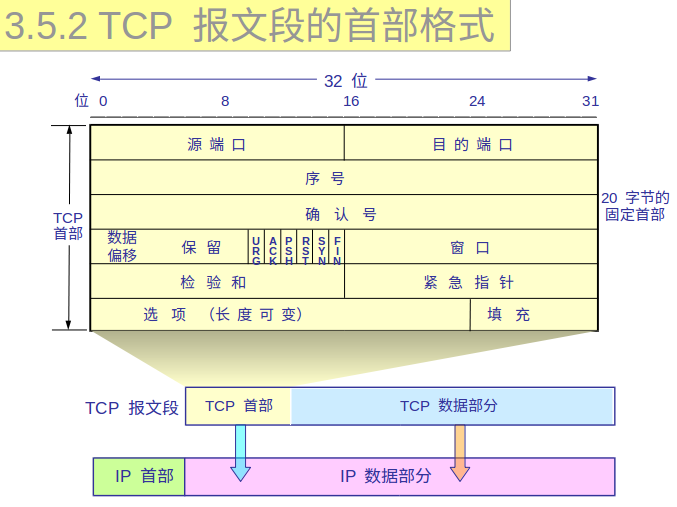 3.5.2 TCP 报文段的首部格式
32 位
位 0 8 16 24 31
源 端 口 目 的 端 口
序 号
20 字节的
固定首部
确 认 号
TCP
首部
数据
偏移
保 留
URG
ACK
PSH
RST
SYN
FIN
窗 口
检 验 和 紧 急 指 针
选 项 （长 度 可 变） 填 充
TCP 报文段 TCP 首部 TCP 数据部分
IP 首部 IP 数据部分